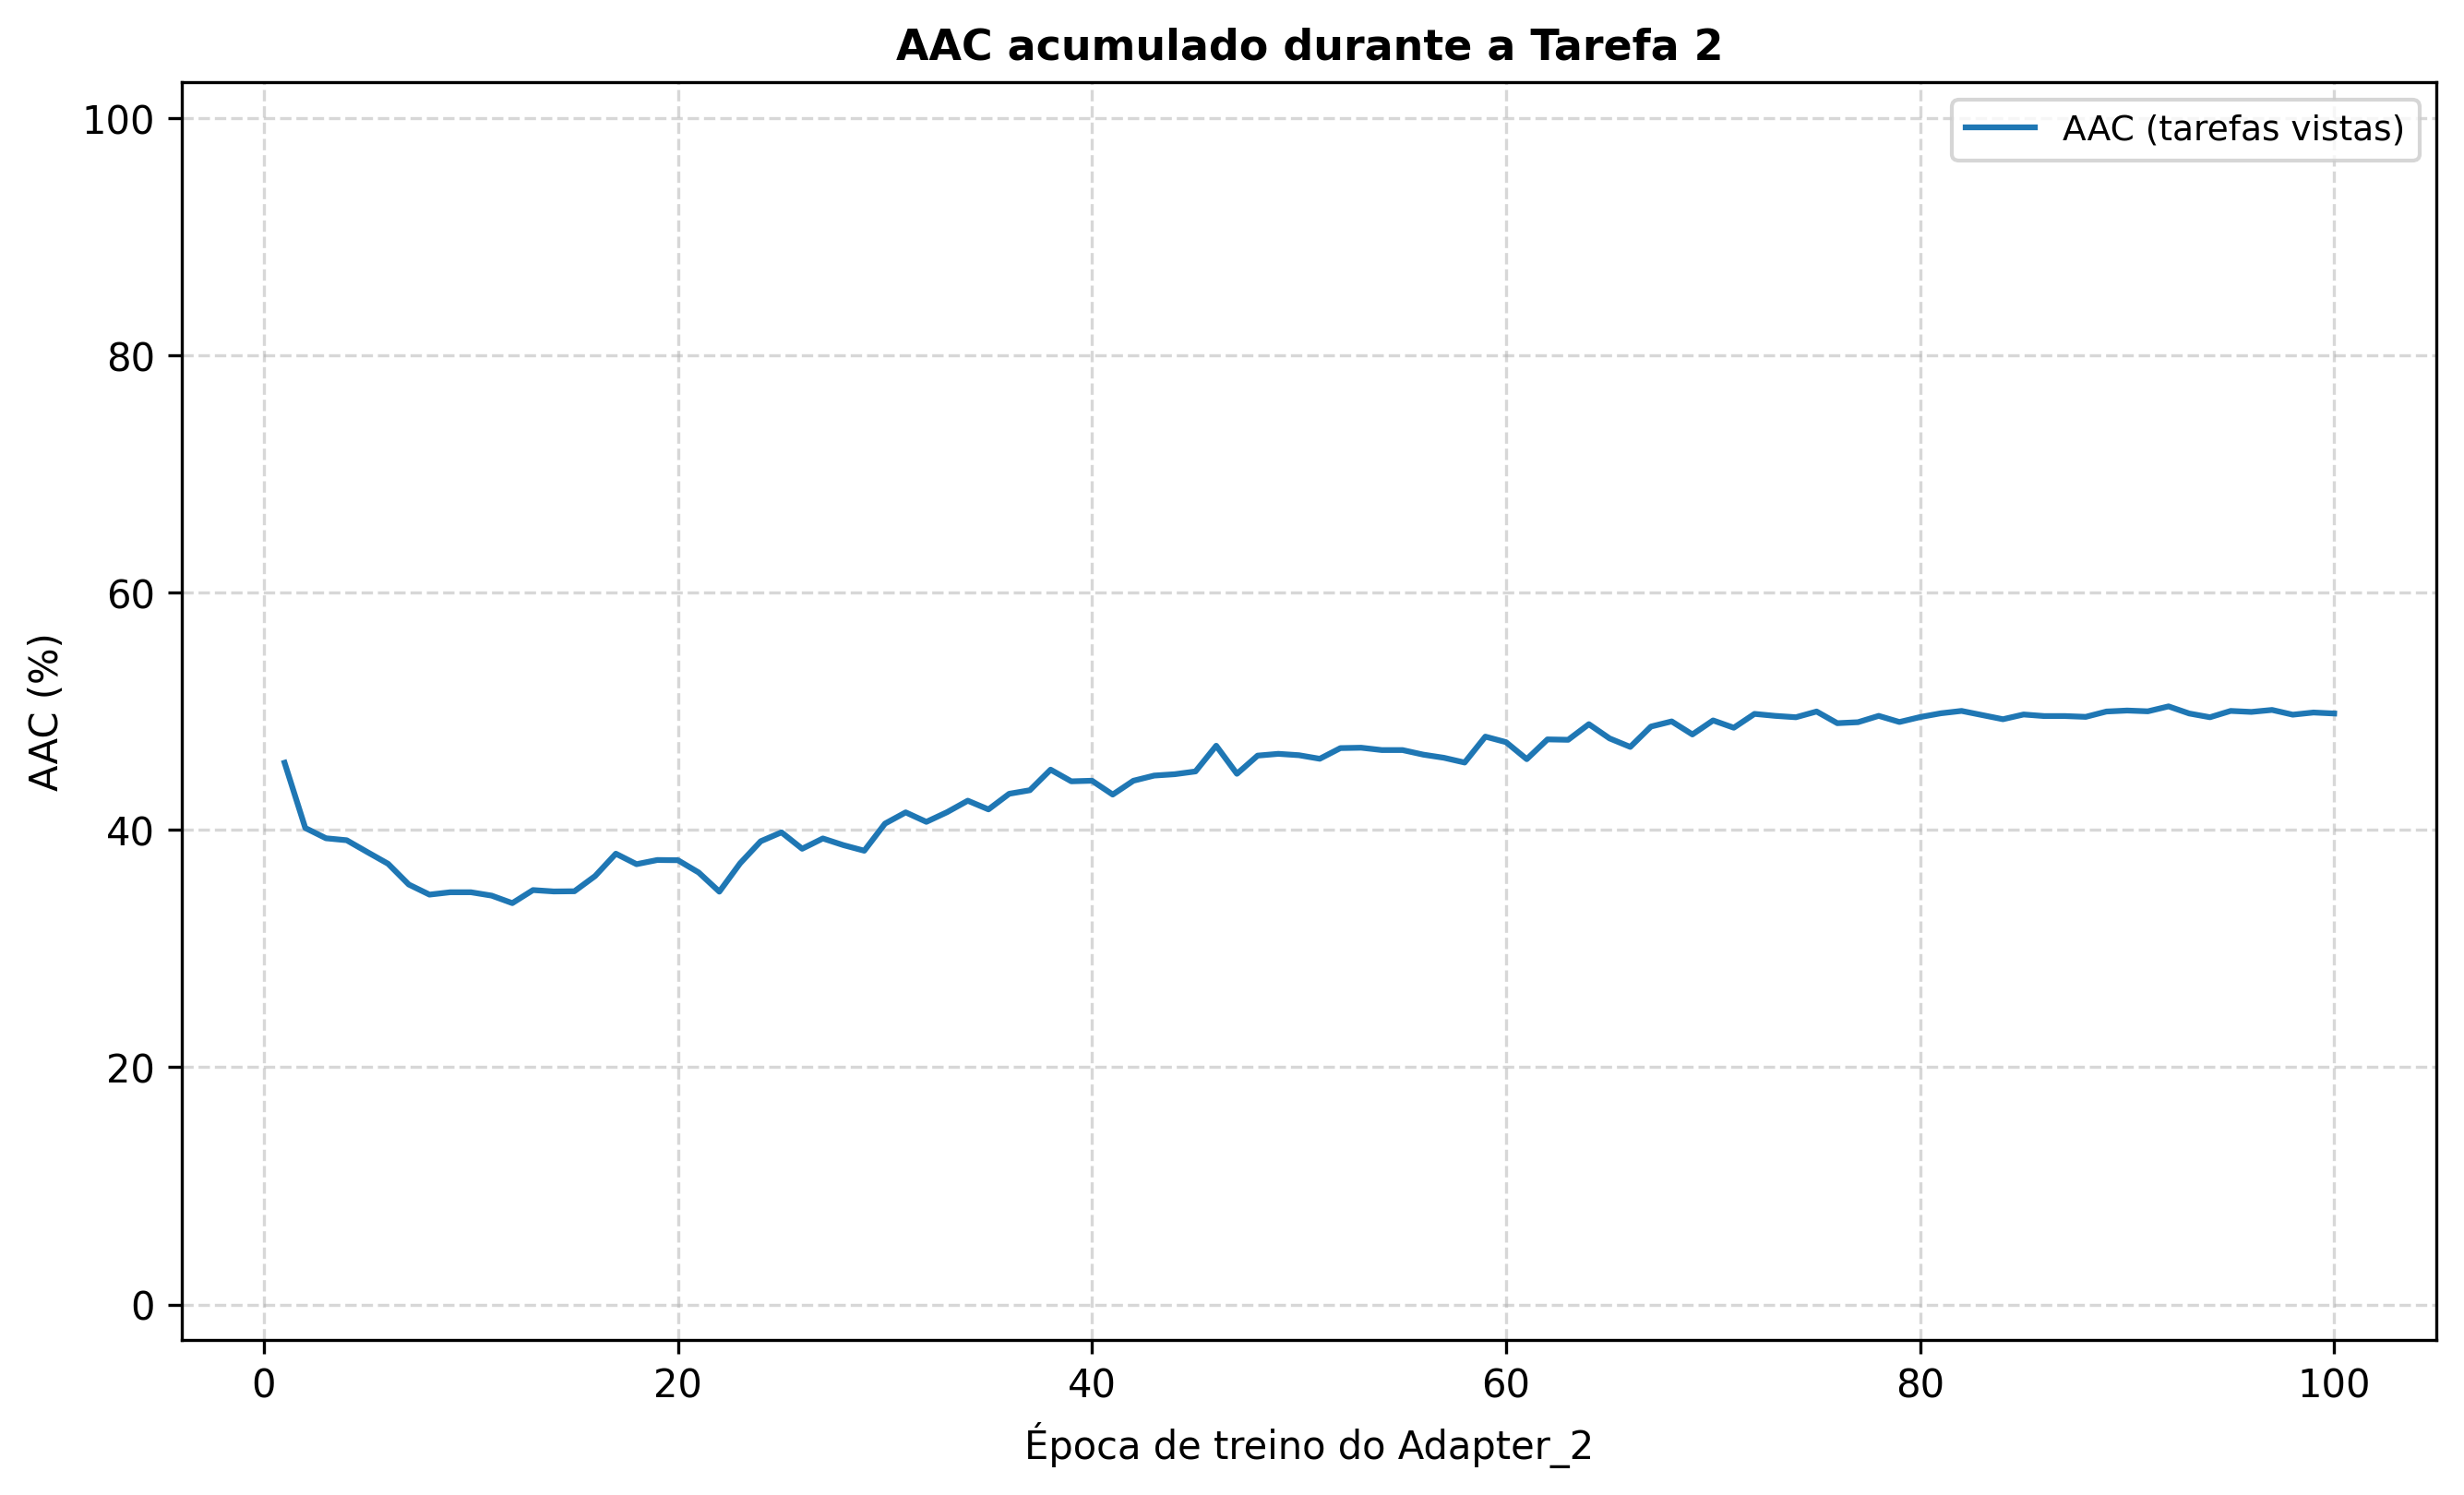 AAC acumulado durante a Tarefa 2
AAC (tarefas vistas)
100
80
60
40
20
0
AAC (%)
0 20 40 60 80 100
Época de treino do Adapter_2